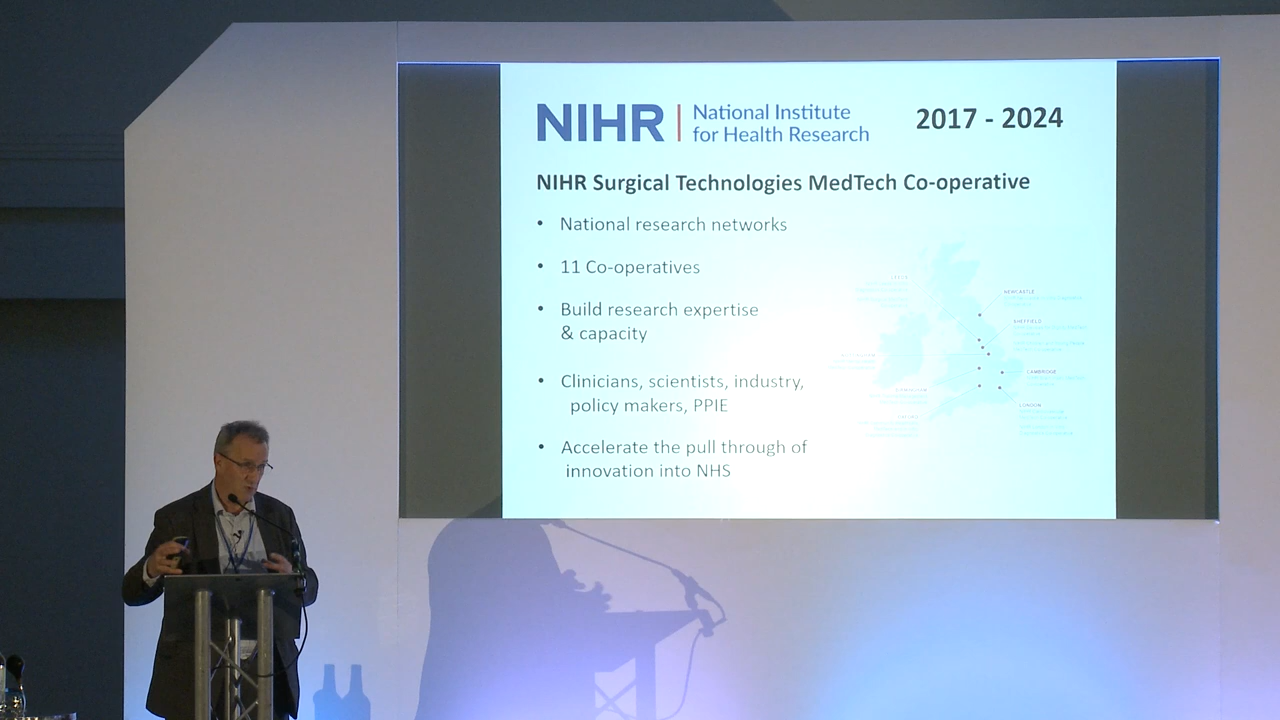 NIHR | National Institute
for Health Research
2017 - 2024
NIHR Surgical Technologies MedTech Co-operative
• National research networks
• 11 Co-operatives
• Build research expertise
& capacity
• Clinicians, scientists, industry,
policy makers, PPIE
• Accelerate the pull through of
innovation into NHS
LEEDS
NEWCASTLE
SHEFFIELD
CAMBRIDGE
LONDON